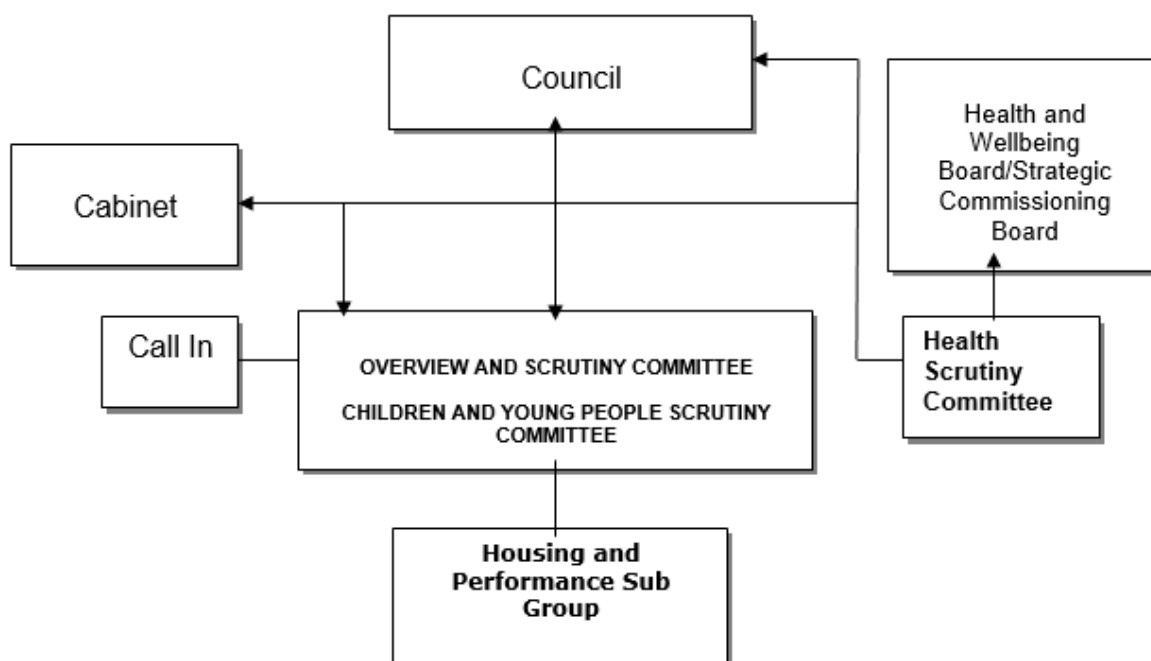 Council
Health and
Wellbeing
Board/Strategic
Commissioning
Board
Cabinet
Call In
OVERVIEW AND SCRUTINY COMMITTEE
CHILDREN AND YOUNG PEOPLE SCRUTINY
COMMITTEE
Health
Scrutiny
Committee
Housing and
Performance Sub
Group